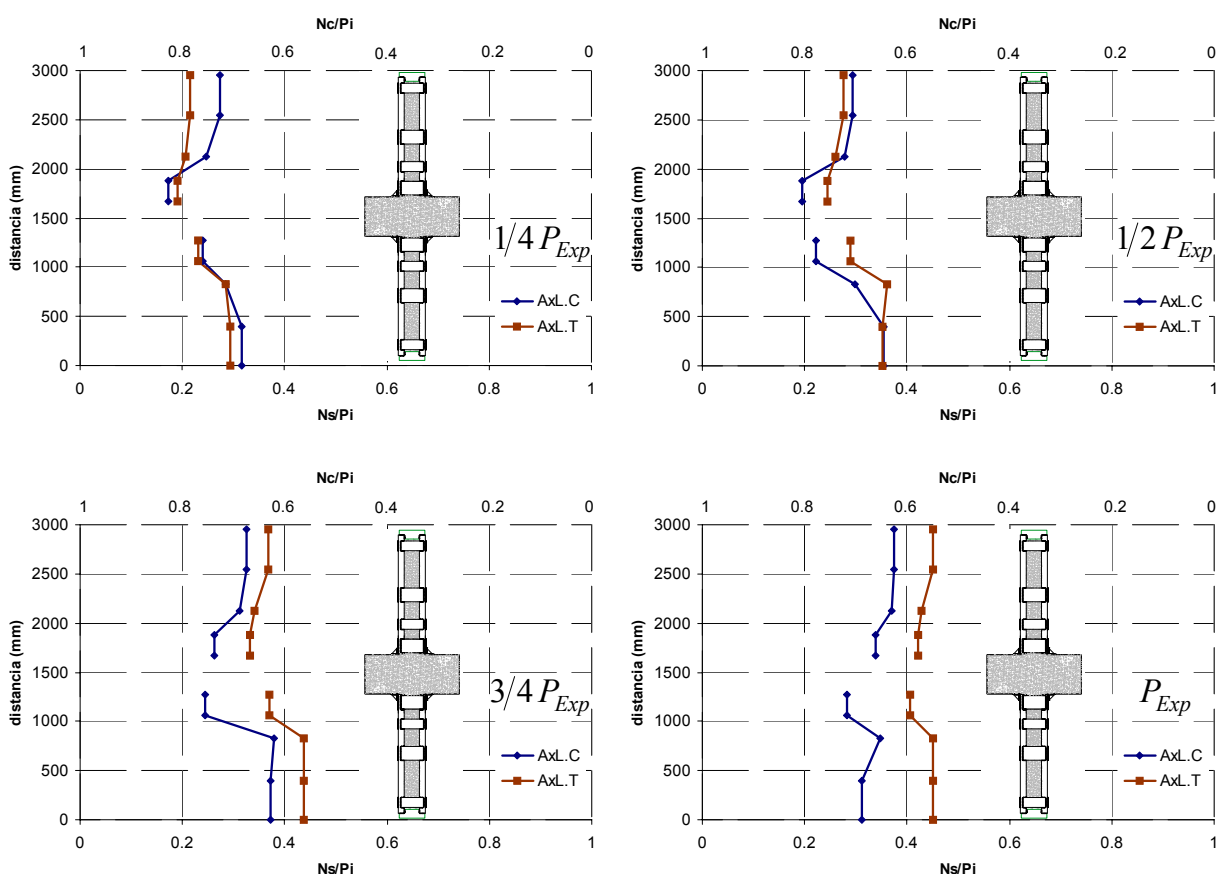 Nc/Pi
1 0.8 0.6 0.4 0.2 0
3000
2500
2000
1500
1000
500
0
distancia (mm)
1/4 P_Exp
AxL.C
AxL.T
0 0.2 0.4 0.6 0.8 1
Ns/Pi
Nc/Pi
1 0.8 0.6 0.4 0.2 0
3000
2500
2000
1500
1000
500
0
distancia (mm)
1/2 P_Exp
AxL.C
AxL.T
0 0.2 0.4 0.6 0.8 1
Ns/Pi
Nc/Pi
1 0.8 0.6 0.4 0.2 0
3000
2500
2000
1500
1000
500
0
distancia (mm)
3/4 P_Exp
AxL.C
AxL.T
0 0.2 0.4 0.6 0.8 1
Ns/Pi
Nc/Pi
1 0.8 0.6 0.4 0.2 0
3000
2500
2000
1500
1000
500
0
distancia (mm)
P_Exp
AxL.C
AxL.T
0 0.2 0.4 0.6 0.8 1
Ns/Pi